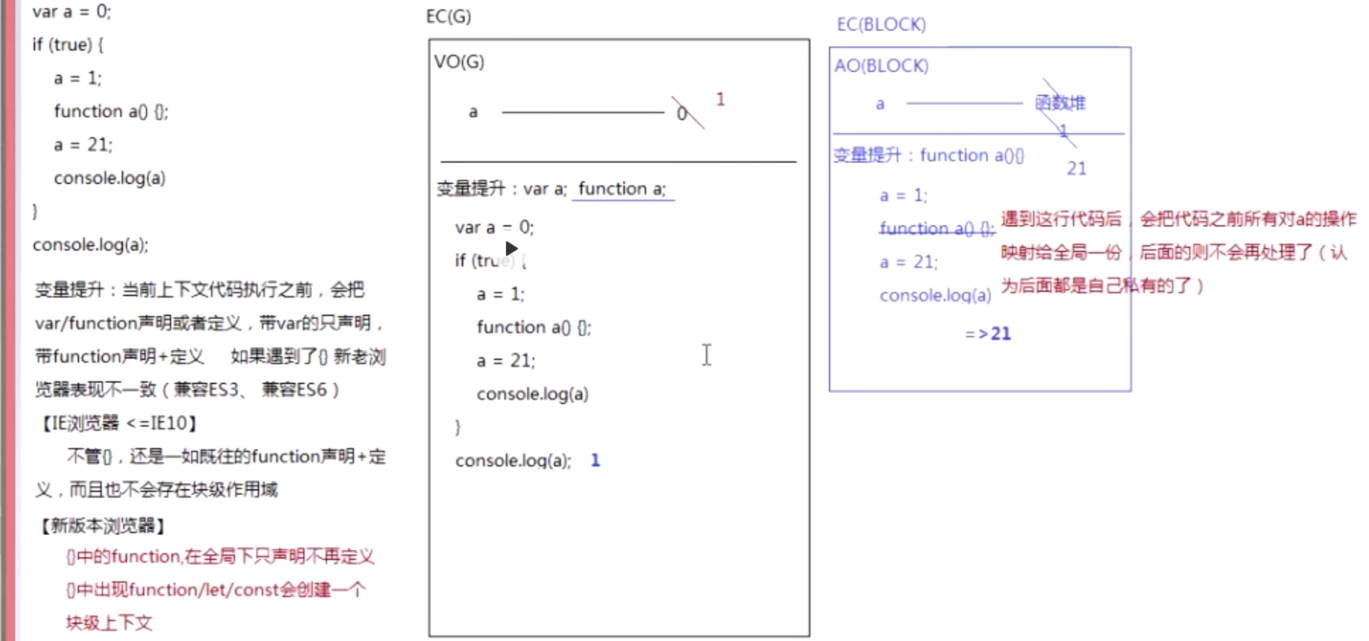 var a = 0;
if (true) {
a = 1;
function a() {};
a = 21;
console.log(a)
}
console.log(a);
变量提升：当前上下文代码执行之前，会把
var/function声明或者定义，带var的只声明，
带function声明+定义 如果遇到了{} 新老浏
览器表现不一致（兼容ES3、 兼容ES6）
【IE浏览器 <=IE10】
不管{}，还是一如既往的function声明+定
义，而且也不会存在块级作用域
【新版本浏览器】
{}中的function,在全局下只声明不再定义
{}中出现function/let/const会创建一个
块级上下文
EC(G)
VO(G)
a 0 1
变量提升：var a; function a;
var a = 0;
if (true) {
a = 1;
function a() {};
a = 21;
console.log(a)
}
console.log(a); 1
EC(BLOCK)
AO(BLOCK)
a 函数堆
1
变量提升：function a(){}
21
a = 1;
function a() {};
a = 21;
console.log(a)
=>21
遇到这行代码后，会把代码之前所有对a的操作
映射给全局一份，后面的则不会再处理了（认
为后面都是自己私有的了）